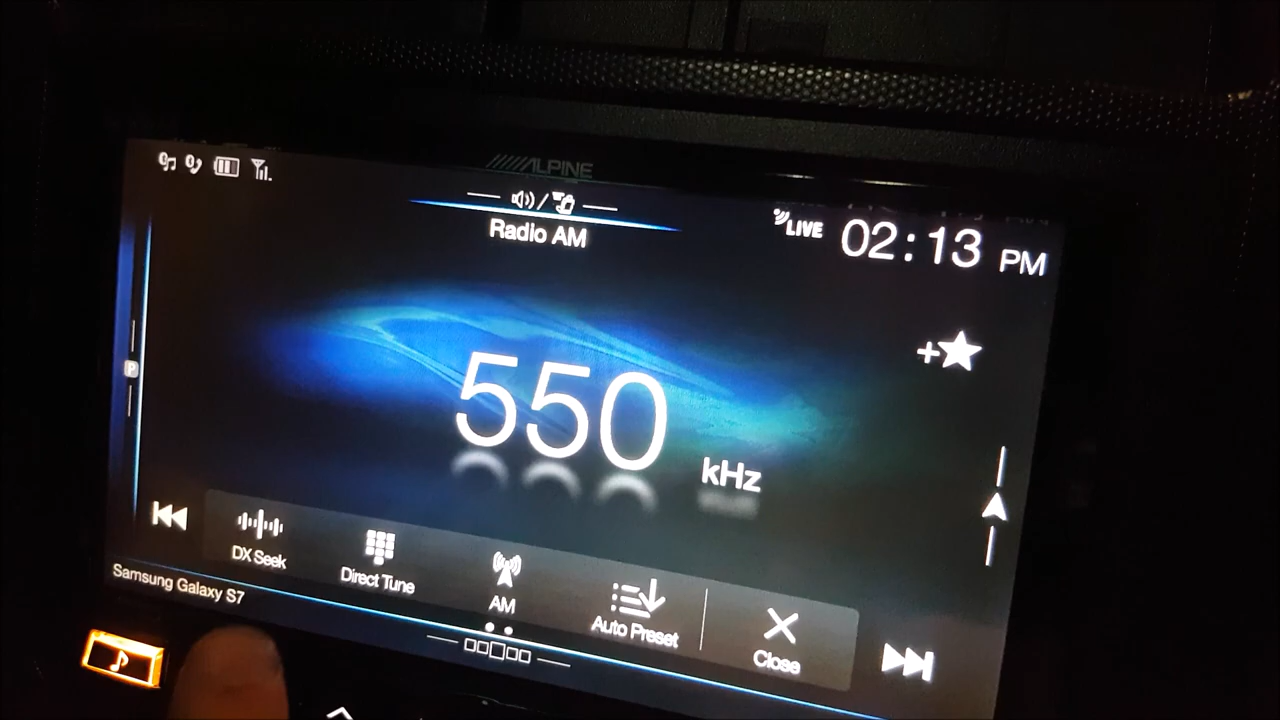 ALPINE
Radio AM
LIVE
02:13 PM
P
550 kHz
DX Seek
Direct Tune
AM
Auto Preset
Close
Samsung Galaxy S7